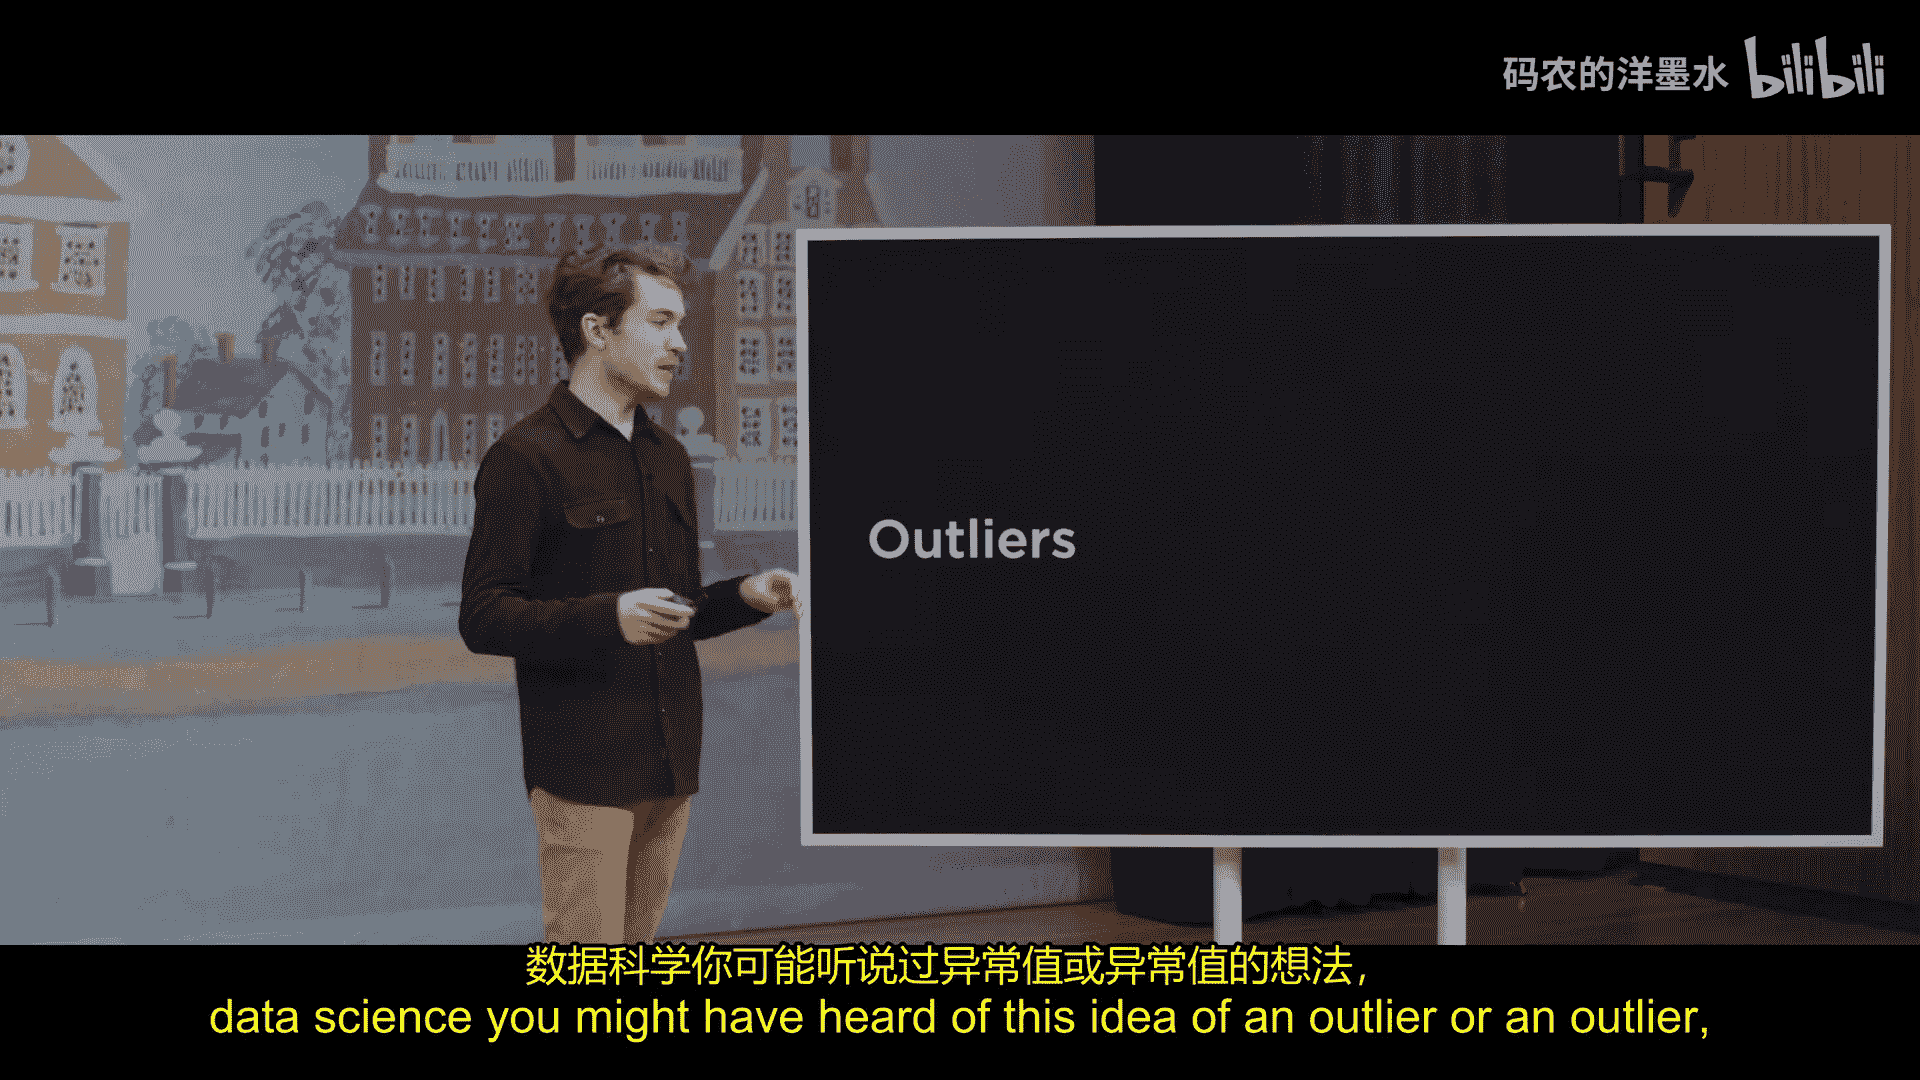 码农的洋墨水 bilibili
Outliers
数据科学你可能听说过异常值或异常值的想法，
data science you might have heard of this idea of an outlier or an outlier,